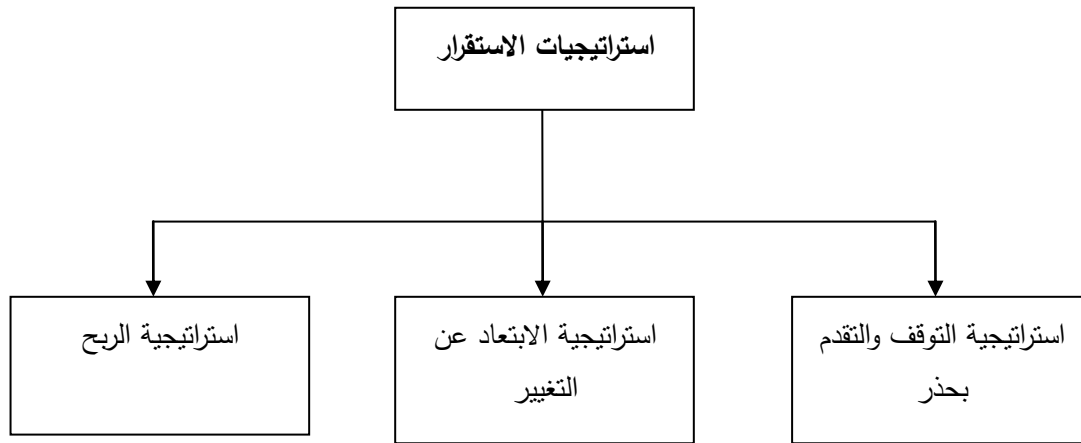 استراتيجيات الاستقرار
استراتيجية التوقف والتقدم
بحذر
استراتيجية الابتعاد عن
التغيير
استراتيجية الربح